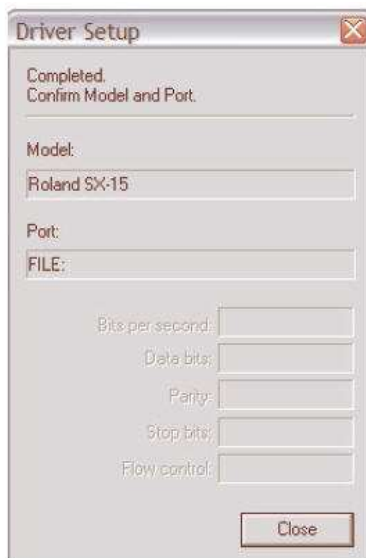 Driver Setup
Completed.
Confirm Model and Port.
Model:
Roland SX-15
Port:
FILE:
Bits per second:
Data bits:
Parity:
Stop bits:
Flow control:
Close